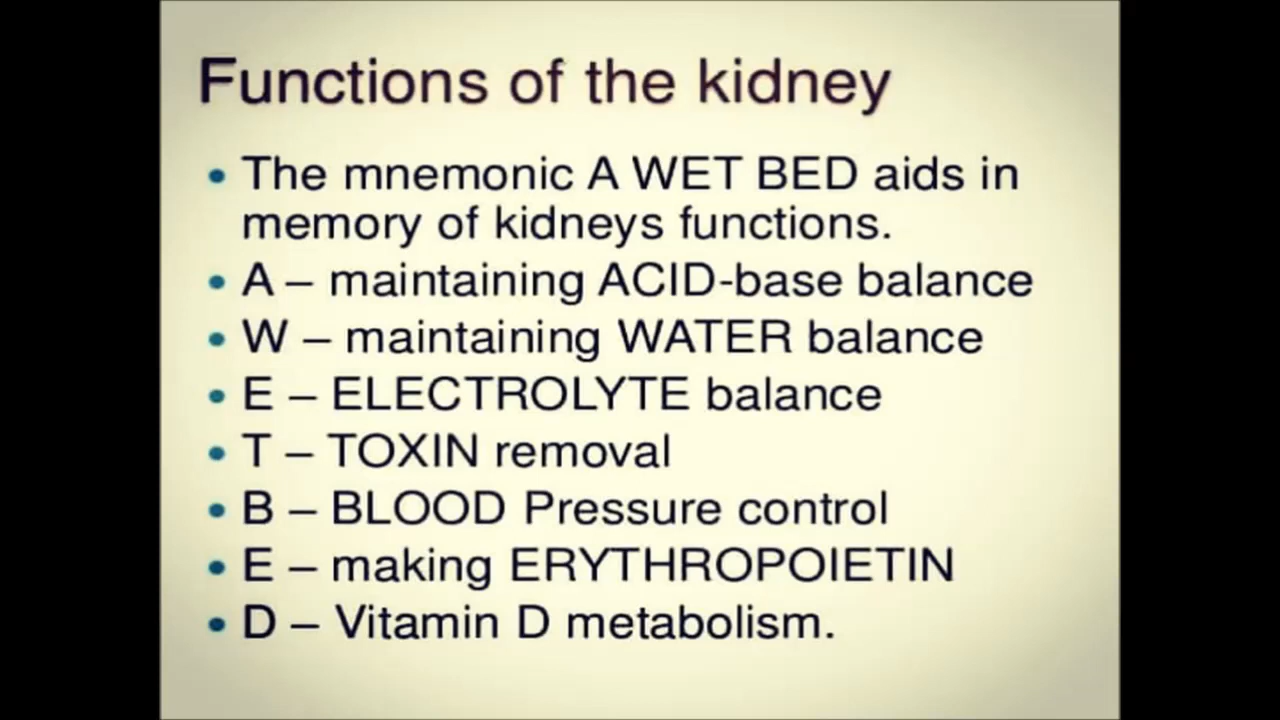 Functions of the kidney
• The mnemonic A WET BED aids in
memory of kidneys functions.
• A – maintaining ACID-base balance
• W – maintaining WATER balance
• E – ELECTROLYTE balance
• T – TOXIN removal
• B – BLOOD Pressure control
• E – making ERYTHROPOIETIN
• D – Vitamin D metabolism.